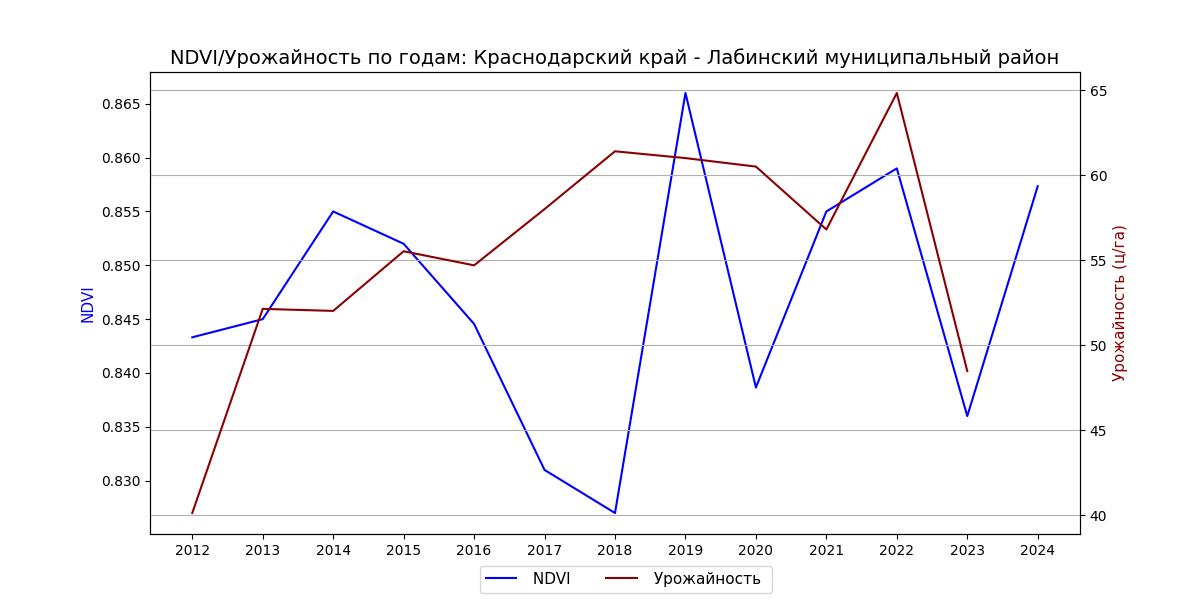 NDVI/Урожайность по годам: Краснодарский край - Лабинский муниципальный район
0.865
0.860
0.855
0.850
0.845
0.840
0.835
0.830
NDVI
65
60
55
50
45
40
Урожайность (ц/га)
2012 2013 2014 2015 2016 2017 2018 2019 2020 2021 2022 2023 2024
NDVI Урожайность